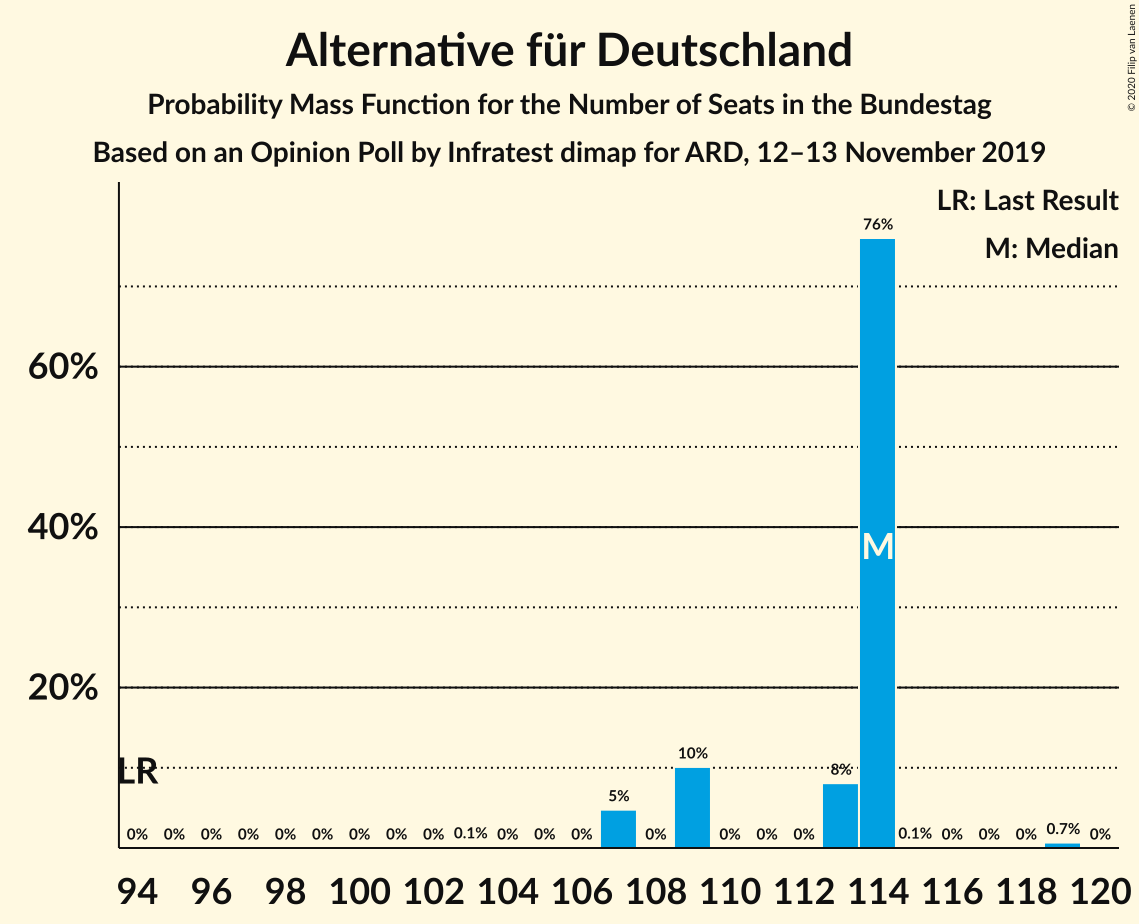 Alternative für Deutschland
Probability Mass Function for the Number of Seats in the Bundestag
Based on an Opinion Poll by Infratest dimap for ARD, 12–13 November 2019
© 2020 Filip van Laenen
LR: Last Result
M: Median
76%
60%
40%
M
20%
LR
10%
8%
5%
0% 0% 0% 0% 0% 0% 0% 0% 0% 0.1% 0% 0% 0% 0% 0% 0% 0% 0.1% 0% 0% 0% 0.7% 0%
94 96 98 100 102 104 106 108 110 112 114 116 118 120